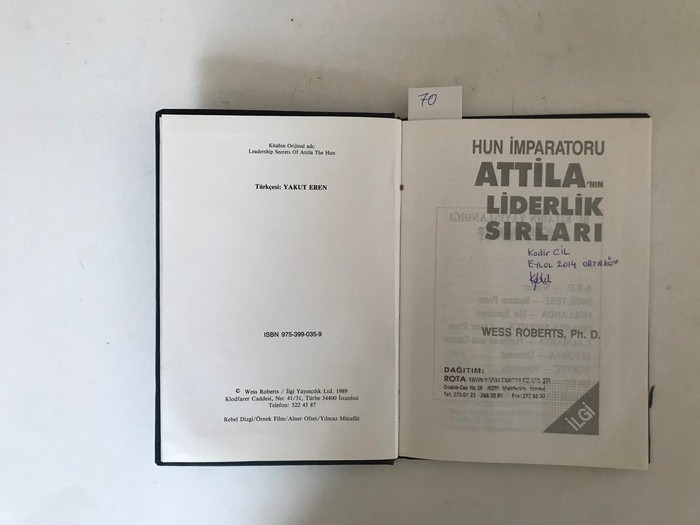 70
Kitabın Orijinal adı:
Leadership Secrets Of Attila The Hun
Türkçesi: YAKUT EREN
ISBN 975-399-035-9
© Wess Roberts / İlgi Yayıncılık Ltd. 1989
Klodfarer Caddesi, No: 41/31, Türbe 34400 İstanbul
Telefon: 522 45 87
Rebel Dizgi/Örnek Film/Alner Ofset/Yılmaz Mücellit
HUN İMPARATORU
ATTİLA'NIN
LİDERLİK
SIRLARI
Kadir CİL
EYLÜL 2014 ORTAKÖY
WESS ROBERTS, Ph. D.
DAĞITIM:
ROTA
İLGİ